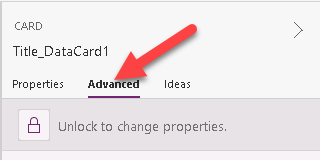 CARD
Title_DataCard1
Properties Advanced Ideas
Unlock to change properties.